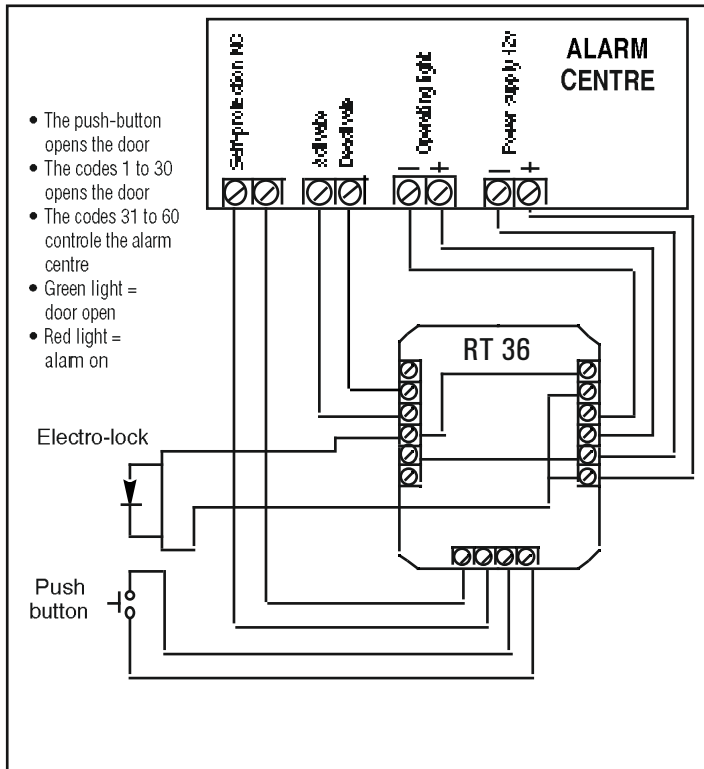 ALARM
CENTRE
Self-protection NC
Activate
Deactivate
Operating light
Power supply 12v
− + − +
• The push-button
opens the door
• The codes 1 to 30
opens the door
• The codes 31 to 60
controle the alarm
centre
• Green light =
door open
• Red light =
alarm on
RT 36
Electro-lock
Push
button